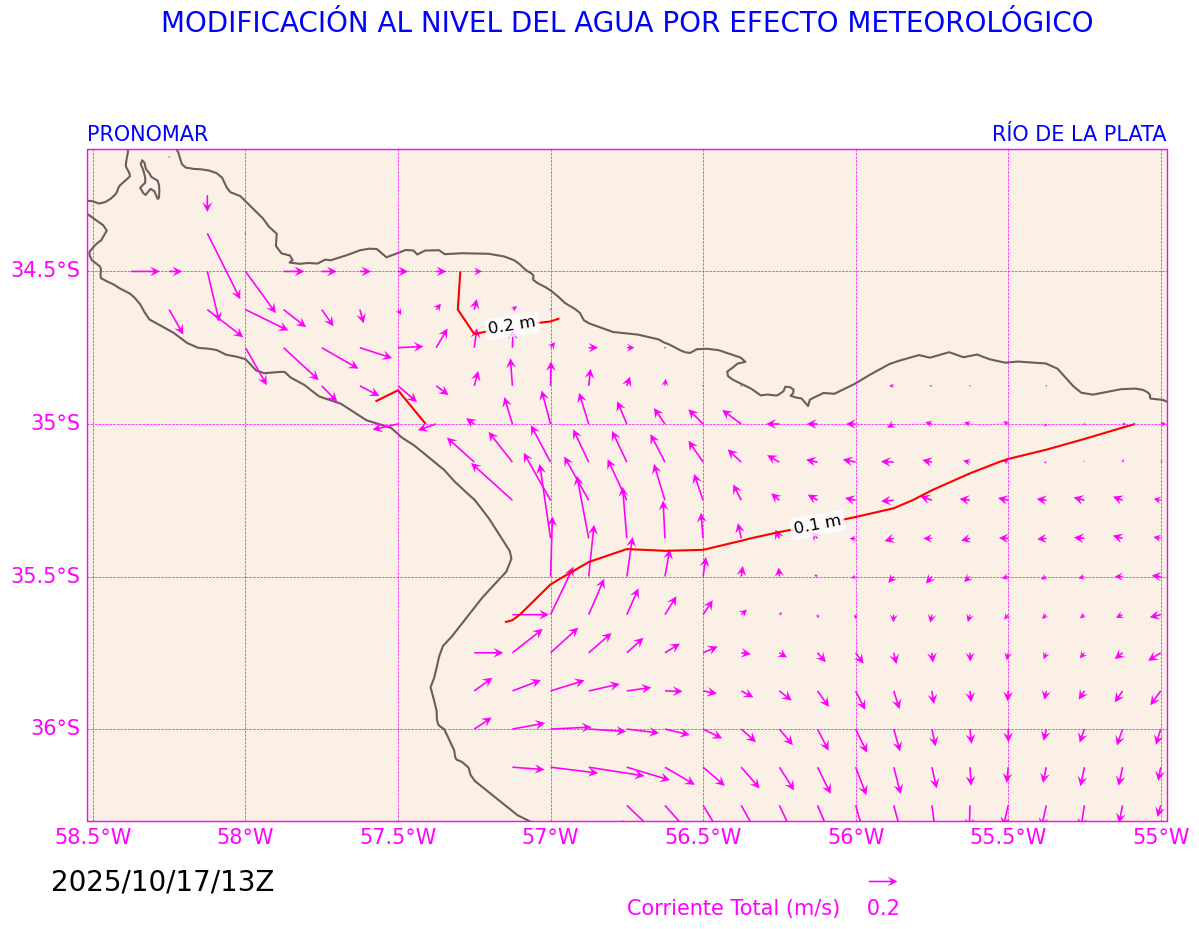 MODIFICACIÓN AL NIVEL DEL AGUA POR EFECTO METEOROLÓGICO
PRONOMAR
RÍO DE LA PLATA
34.5°S
0.2 m
35°S
0.1 m
35.5°S
36°S
58.5°W 58°W 57.5°W 57°W 56.5°W 56°W 55.5°W 55°W
2025/10/17/13Z
Corriente Total (m/s) 0.2